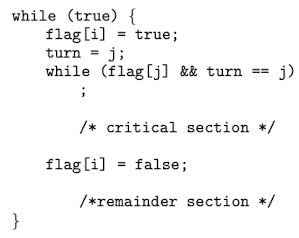 while (true) {
    flag[i] = true;
    turn = j;
    while (flag[j] && turn == j)
        ;
        /* critical section */
    flag[i] = false;
        /*remainder section */
}